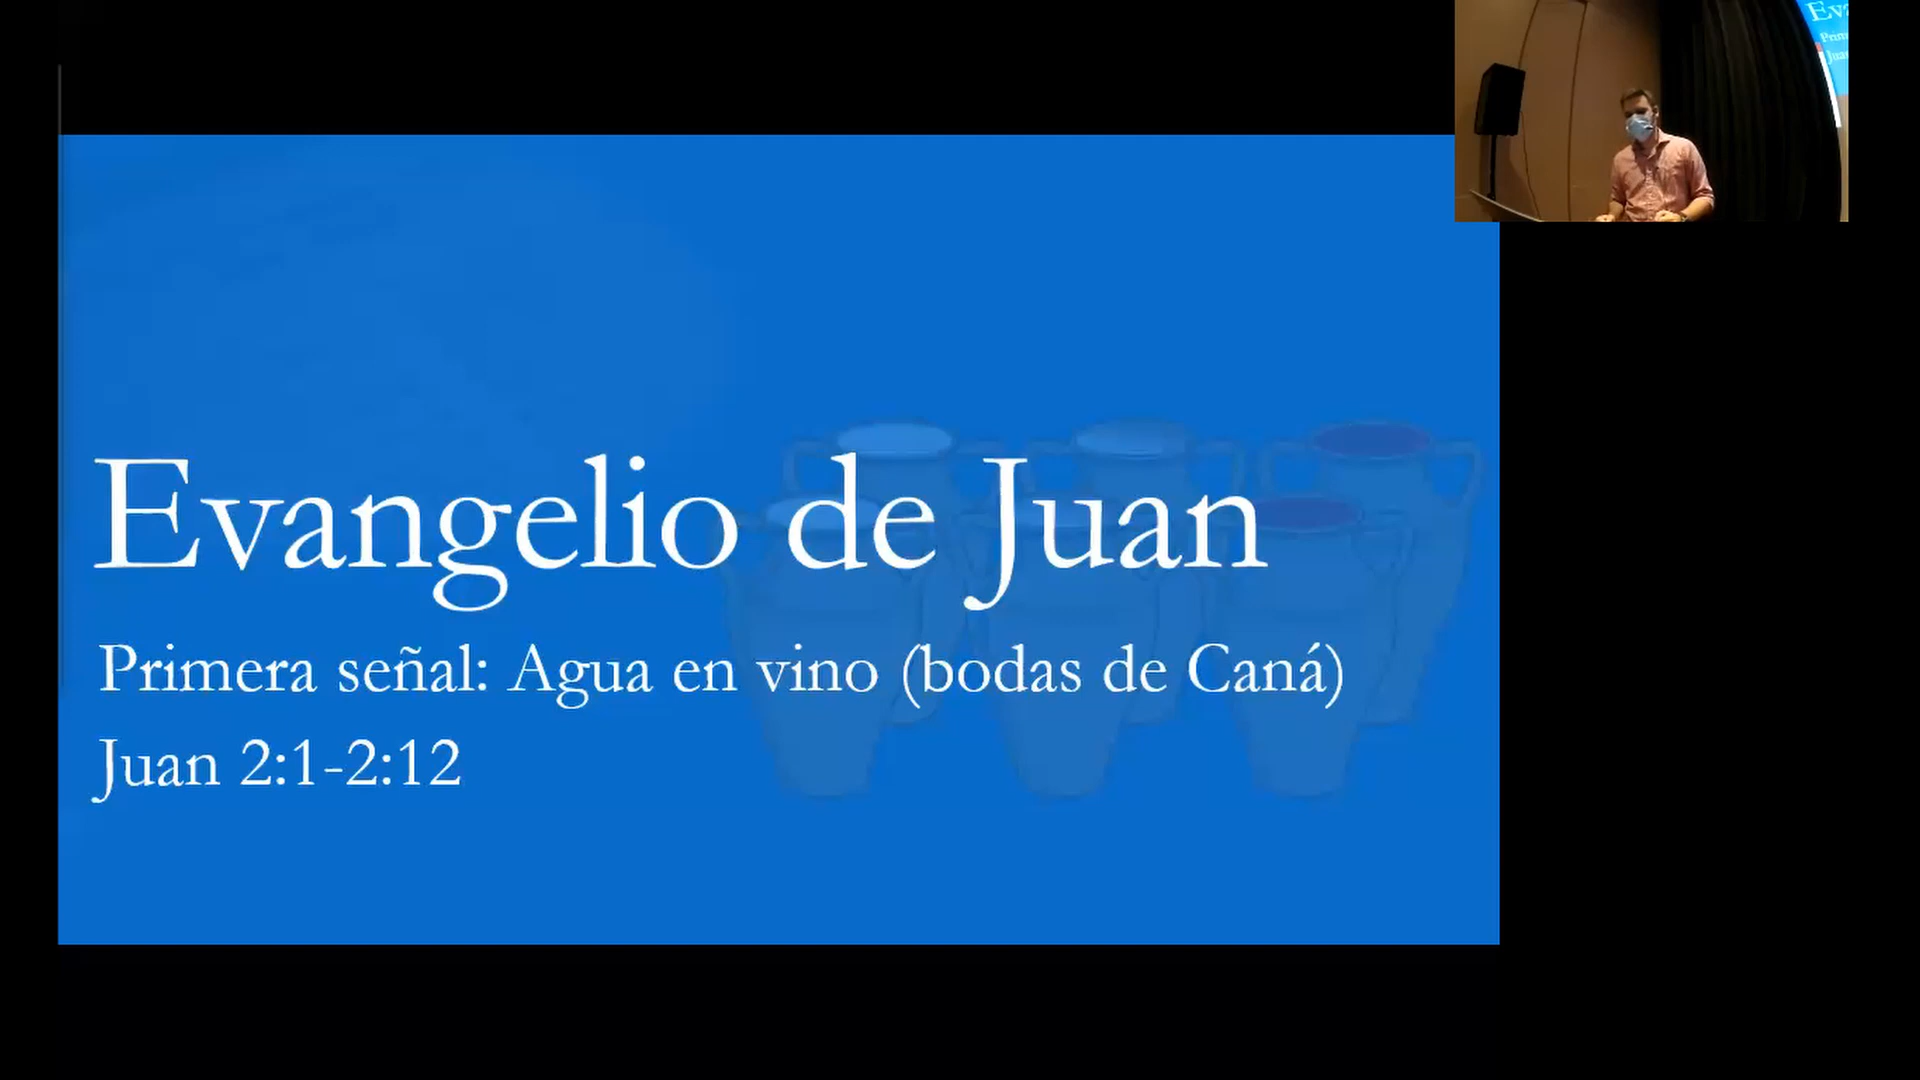 Evangelio de Juan
Primera señal: Agua en vino (bodas de Caná)
Juan 2:1-2:12